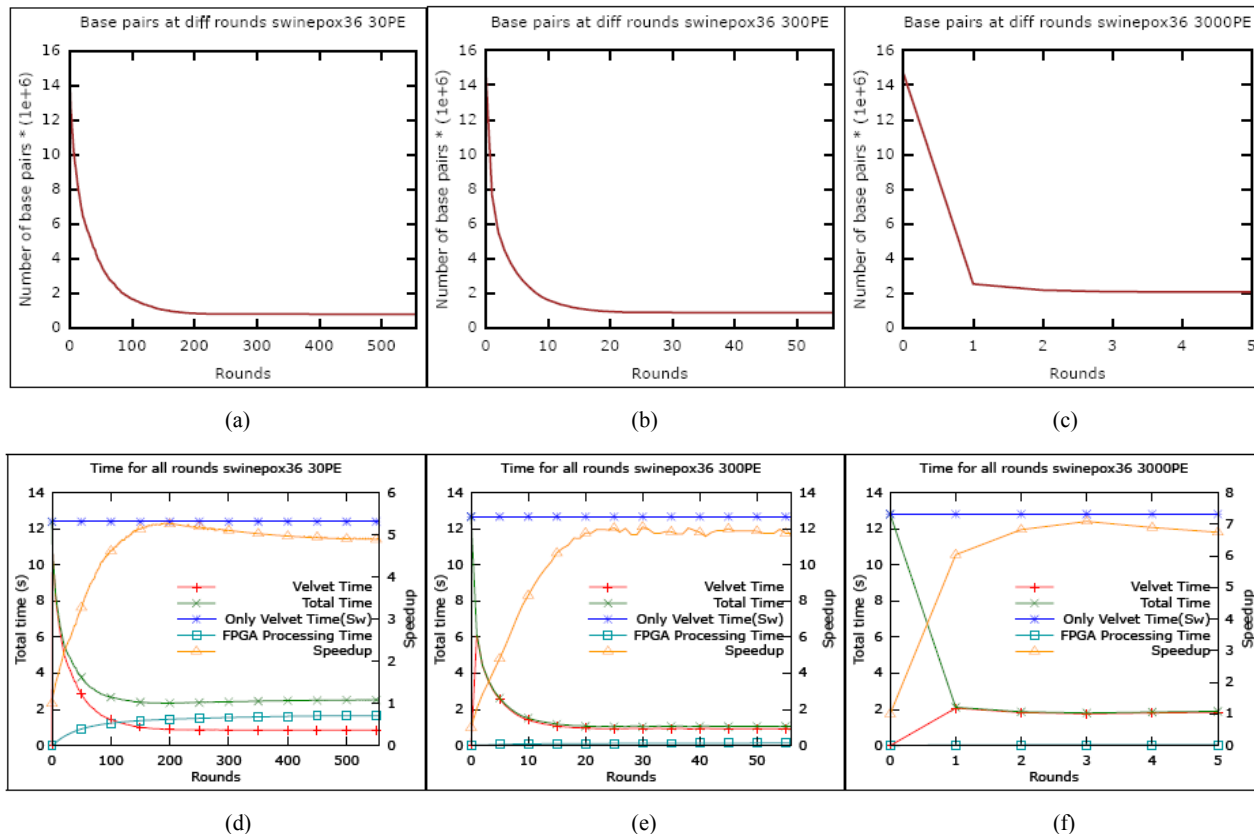 Base pairs at diff rounds swinepox36 30PE
Number of base pairs * (1e+6)
16
14
12
10
8
6
4
2
0
0 100 200 300 400 500
Rounds
(a)
Base pairs at diff rounds swinepox36 300PE
Number of base pairs * (1e+6)
16
14
12
10
8
6
4
2
0
0 10 20 30 40 50
Rounds
(b)
Base pairs at diff rounds swinepox36 3000PE
Number of base pairs * (1e+6)
16
14
12
10
8
6
4
2
0
0 1 2 3 4 5
Rounds
(c)
Time for all rounds swinepox36 30PE
Total time (s)
14
12
10
8
6
4
2
0
Velvet Time
Total Time
Only Velvet Time(Sw)
FPGA Processing Time
Speedup
6
5
4
3
2
1
0
Speedup
0 100 200 300 400 500
Rounds
(d)
Time for all rounds swinepox36 300PE
Total time (s)
14
12
10
8
6
4
2
0
Velvet Time
Total Time
Only Velvet Time(Sw)
FPGA Processing Time
Speedup
14
12
10
8
6
4
2
0
Speedup
0 10 20 30 40 50
Rounds
(e)
Time for all rounds swinepox36 3000PE
Total time (s)
14
12
10
8
6
4
2
0
Velvet Time
Total Time
Only Velvet Time(Sw)
FPGA Processing Time
Speedup
8
7
6
5
4
3
2
1
0
Speedup
0 1 2 3 4 5
Rounds
(f)